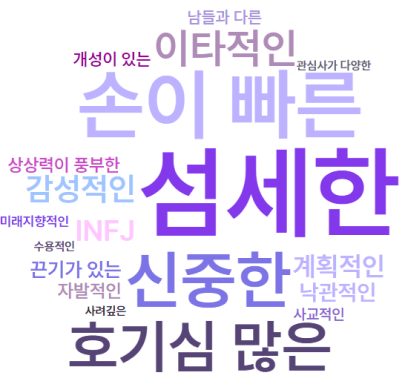 남들과 다른
이타적인
개성이 있는
관심사가 다양한
손이 빠른
섬세한
상상력이 풍부한
감성적인
미래지향적인
INFJ
수용적인
신중한
계획적인
끈기가 있는
자발적인
낙관적인
사려깊은
사교적인
호기심 많은